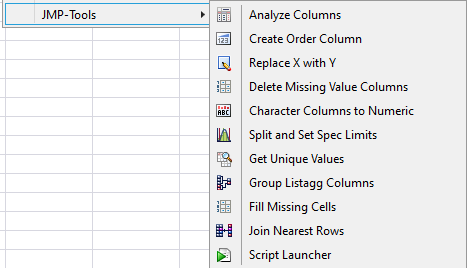 JMP-Tools
Analyze Columns
Create Order Column
Replace X with Y
Delete Missing Value Columns
Character Columns to Numeric
Split and Set Spec Limits
Get Unique Values
Group Listagg Columns
Fill Missing Cells
Join Nearest Rows
Script Launcher